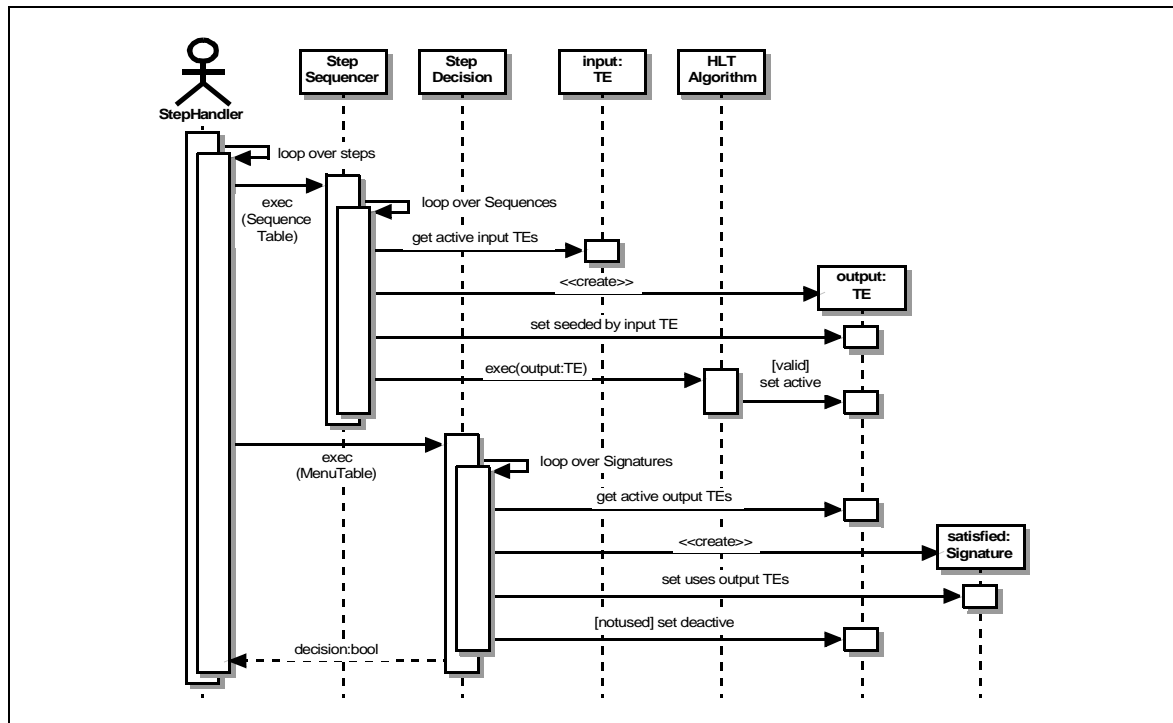 Step
Sequencer
Step
Decision
input:
TE
HLT
Algorithm
StepHandler
loop over steps
exec
(Sequence
Table)
loop over Sequences
get active input TEs
<<create>>
output:
TE
set seeded by input TE
exec(output:TE)
[valid]
set active
exec
(MenuTable)
loop over Signatures
get active output TEs
<<create>>
satisfied:
Signature
set uses output TEs
[notused] set deactive
decision:bool